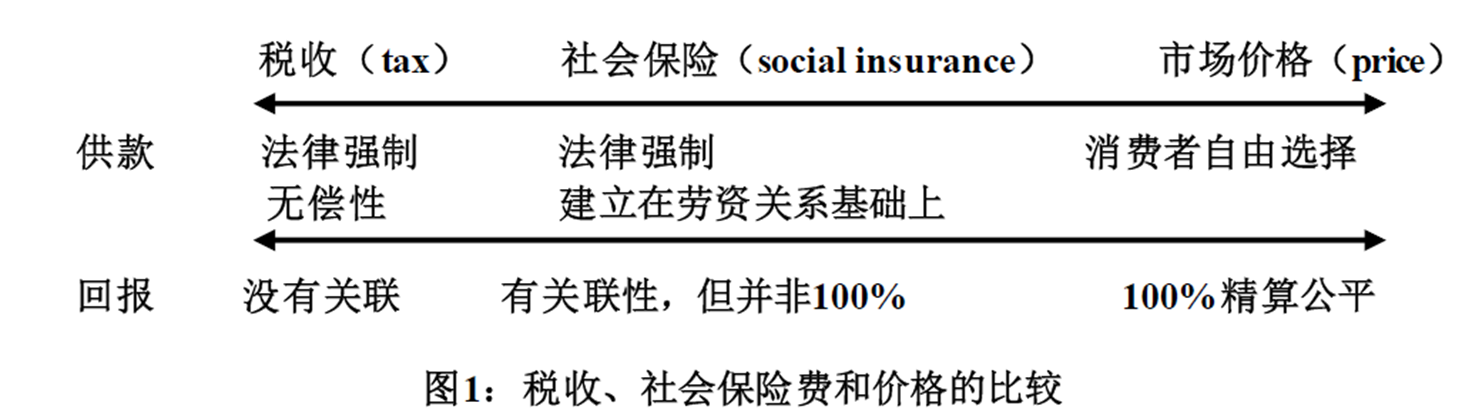 税收（tax） 社会保险（social insurance） 市场价格（price）
供款 法律强制 法律强制 消费者自由选择
无偿性 建立在劳资关系基础上
回报 没有关联 有关联性，但并非100% 100%精算公平
图1：税收、社会保险费和价格的比较